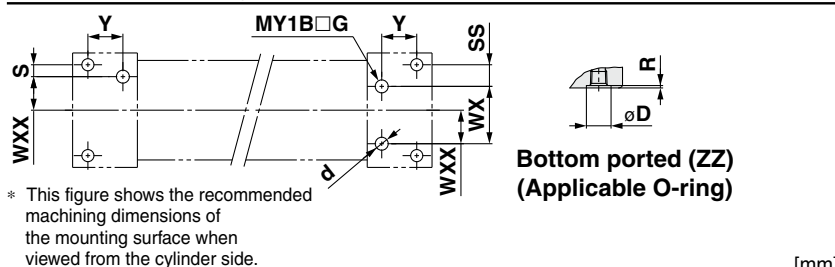 Y
MY1B□G
Y
SS
R
S
WXX
WX
WXX
d
øD
Bottom ported (ZZ)
(Applicable O-ring)
* This figure shows the recommended
machining dimensions of
the mounting surface when
viewed from the cylinder side.
[mm]